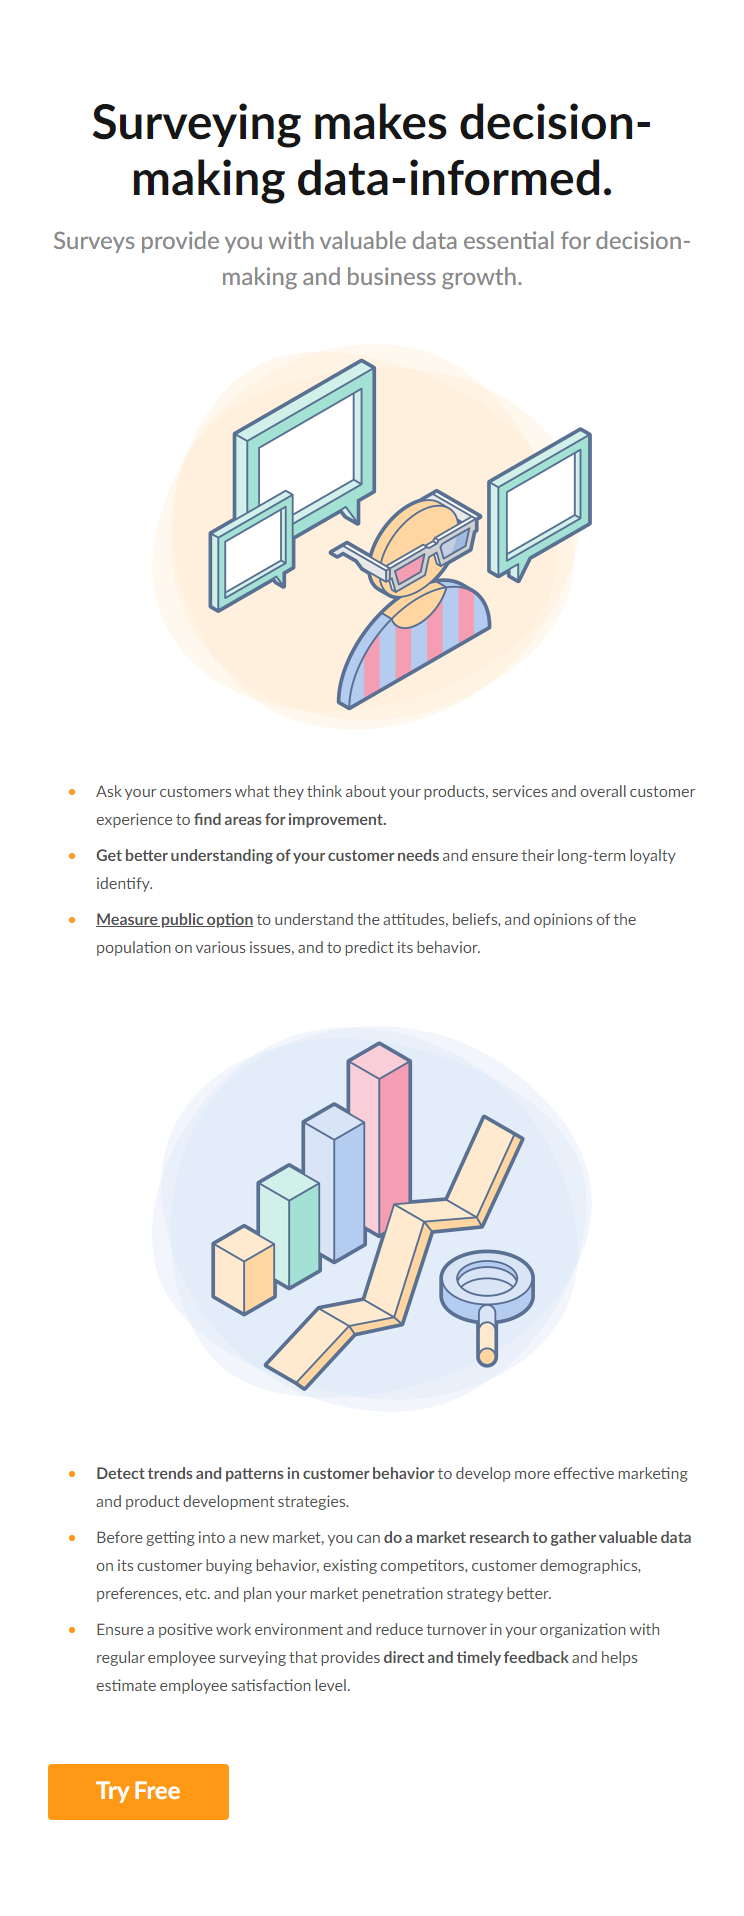 Surveying makes decision-
making data-informed.
Surveys provide you with valuable data essential for decision-
making and business growth.
Ask your customers what they think about your products, services and overall customer
experience to find areas for improvement.
Get better understanding of your customer needs and ensure their long-term loyalty
identify.
Measure public option to understand the attitudes, beliefs, and opinions of the
population on various issues, and to predict its behavior.
Detect trends and patterns in customer behavior to develop more effective marketing
and product development strategies.
Before getting into a new market, you can do a market research to gather valuable data
on its customer buying behavior, existing competitors, customer demographics,
preferences, etc. and plan your market penetration strategy better.
Ensure a positive work environment and reduce turnover in your organization with
regular employee surveying that provides direct and timely feedback and helps
estimate employee satisfaction level.
Try Free